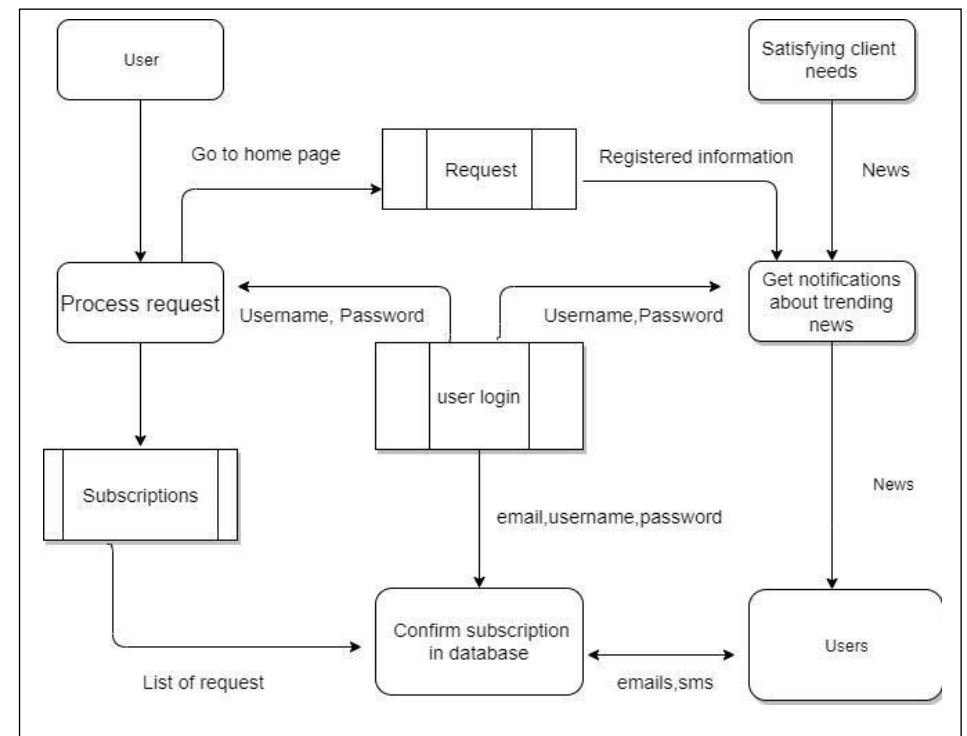 User
Satisfying client
needs
Go to home page
Request
Registered information
News
Process request
Username, Password
Username,Password
Get notifications
about trending
news
user login
Subscriptions
News
email,username,password
Confirm subscription
in database
Users
List of request
emails,sms